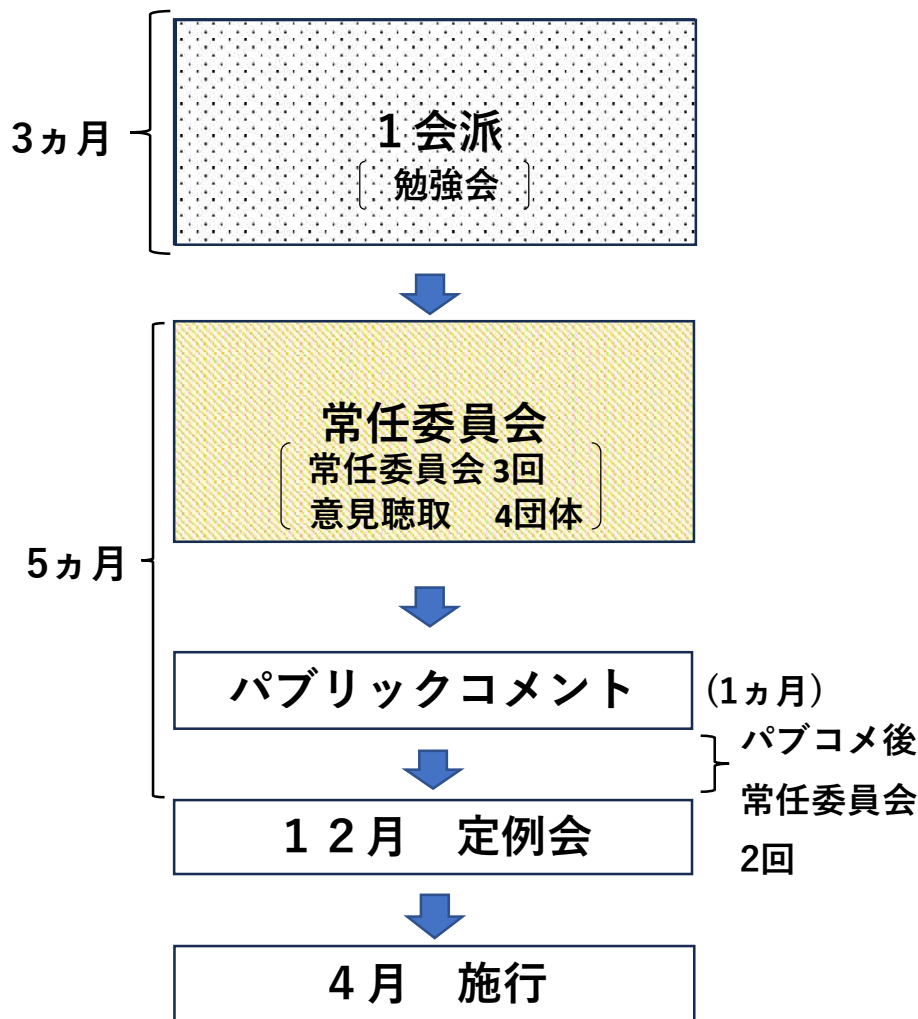 3ヵ月
1会派
勉強会
常任委員会
常任委員会3回
意見聴取　4団体
5ヵ月
パブリックコメント
(1ヵ月)
パブコメ後
常任委員会
2回
１２月　定例会
４月　施行